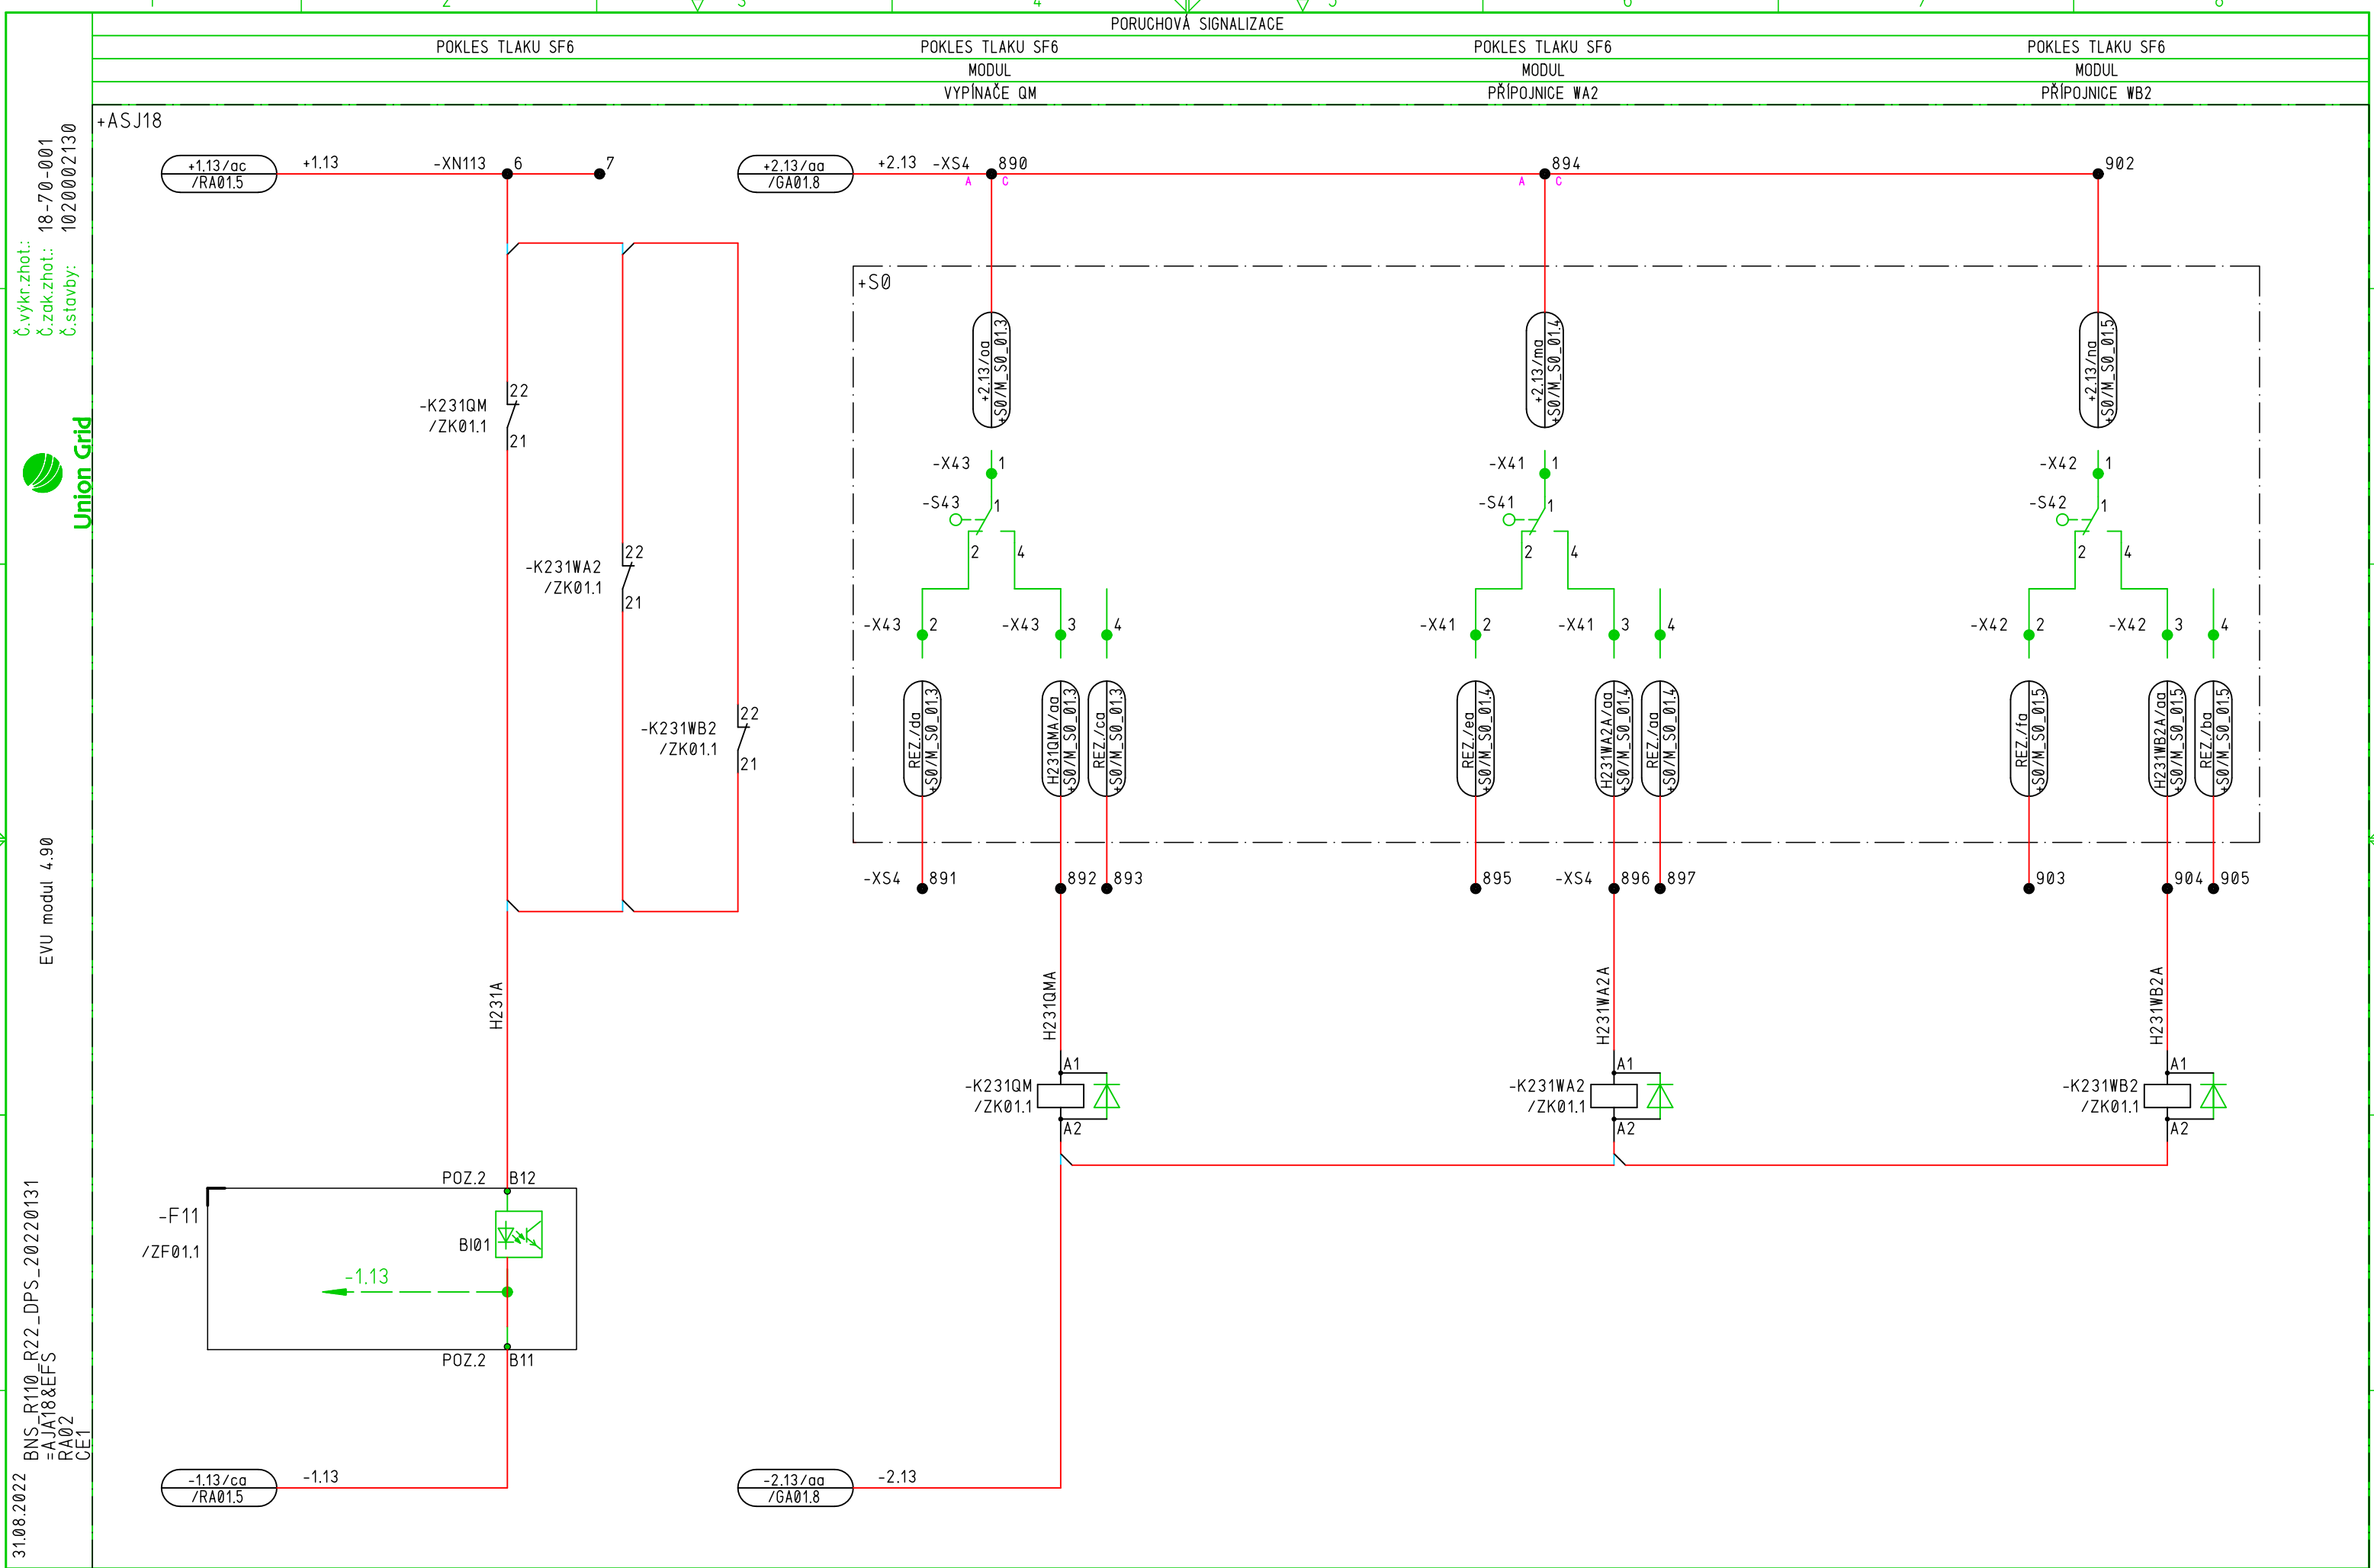 1 2 3 4 5 6 7 8
PORUCHOVÁ SIGNALIZACE
POKLES TLAKU SF6 POKLES TLAKU SF6 POKLES TLAKU SF6 POKLES TLAKU SF6
MODUL MODUL MODUL
VYPÍNAČE QM PŘÍPOJNICE WA2 PŘÍPOJNICE WB2
+ASJ18
+1.13/ac
/RA01.5
+1.13
-XN113 6 7
+2.13/aa
/GA01.8
+2.13 -XS4 890
A C
894
A C
902
+S0
+2.13/oa
+S0/M_S0_01.3
+2.13/ma
+S0/M_S0_01.4
+2.13/na
+S0/M_S0_01.5
-K231QM
/ZK01.1
22
21
-K231WA2
/ZK01.1
22
21
-K231WB2
/ZK01.1
22
21
-X43 1
-S43 1
2 4
-X43 2 -X43 3 4
-X41 1
-S41 1
2 4
-X41 2 -X41 3 4
-X42 1
-S42 1
2 4
-X42 2 -X42 3 4
REZ./da
+S0/M_S0_01.3
H231QMA/aa
+S0/M_S0_01.3
REZ./ca
+S0/M_S0_01.3
REZ./ea
+S0/M_S0_01.4
H231WA2A/aa
+S0/M_S0_01.4
REZ./aa
+S0/M_S0_01.4
REZ./fa
+S0/M_S0_01.5
H231WB2A/aa
+S0/M_S0_01.5
REZ./ba
+S0/M_S0_01.5
-XS4 891 892 893 895 -XS4 896 897 903 904 905
H231A
H231QMA
H231WA2A
H231WB2A
-K231QM
/ZK01.1
A1
A2
-K231WA2
/ZK01.1
A1
A2
-K231WB2
/ZK01.1
A1
A2
POZ.2 B12
-F11
/ZF01.1
BI01
-1.13
POZ.2 B11
-1.13/ca
/RA01.5
-1.13
-2.13/aa
/GA01.8
-2.13
Č.výkr.zhot.:
Č.zak.zhot.: 18-70-001
Č.stavby: 1020002130
Union Grid
EVU modul 4.90
BNS_R110_R22_DPS_20220131
=AJA18&EFS
RA02
CE1
31.08.2022